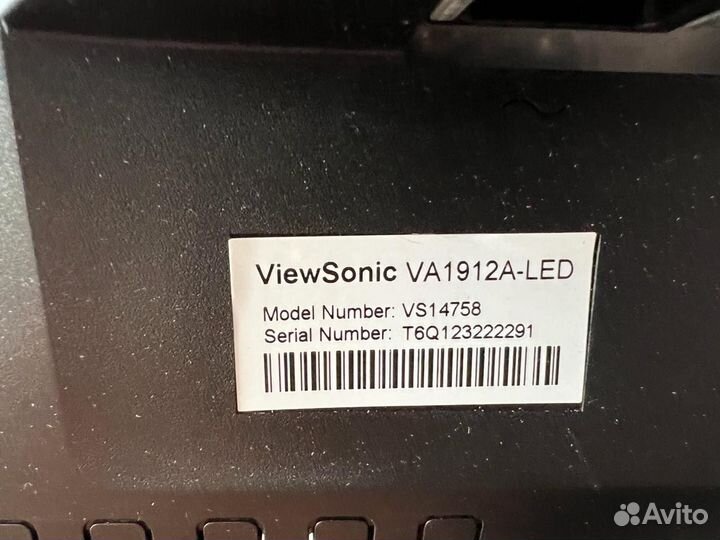 ViewSonic VA1912A-LED
Model Number: VS14758
Serial Number: T6Q123222291
Avito